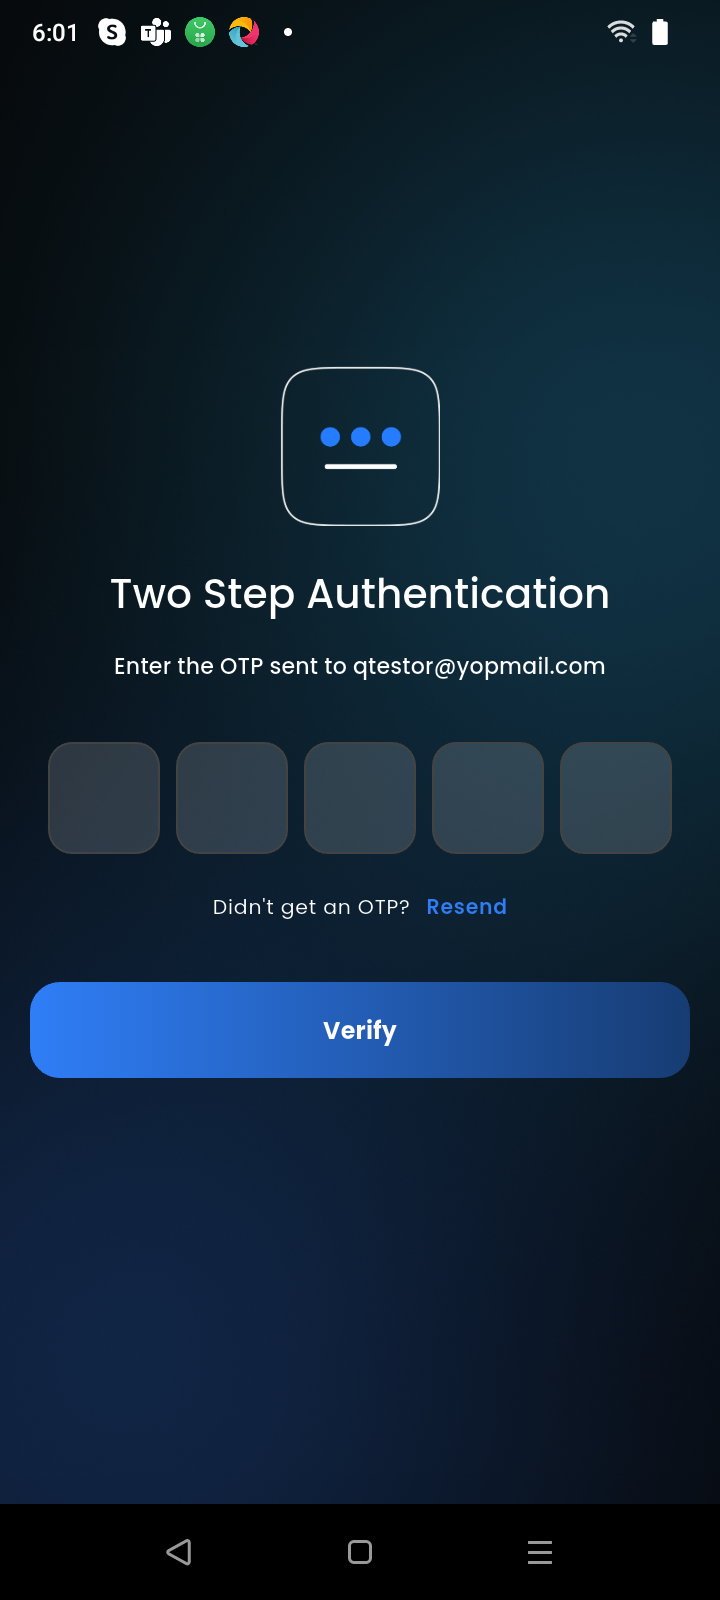 6:01
Two Step Authentication
Enter the OTP sent to qtestor@yopmail.com
Didn't get an OTP? Resend
Verify